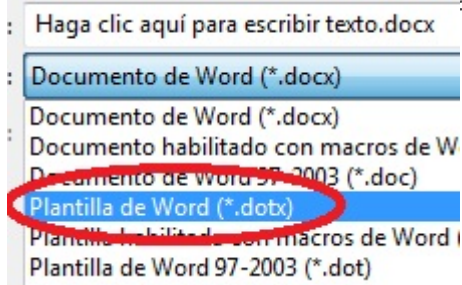 Haga clic aquí para escribir texto.docx
Documento de Word (*.docx)
Documento de Word (*.docx)
Documento habilitado con macros de W
Documento de Word 97-2003 (*.doc)
Plantilla de Word (*.dotx)
Plantilla habilitada con macros de Word (
Plantilla de Word 97-2003 (*.dot)